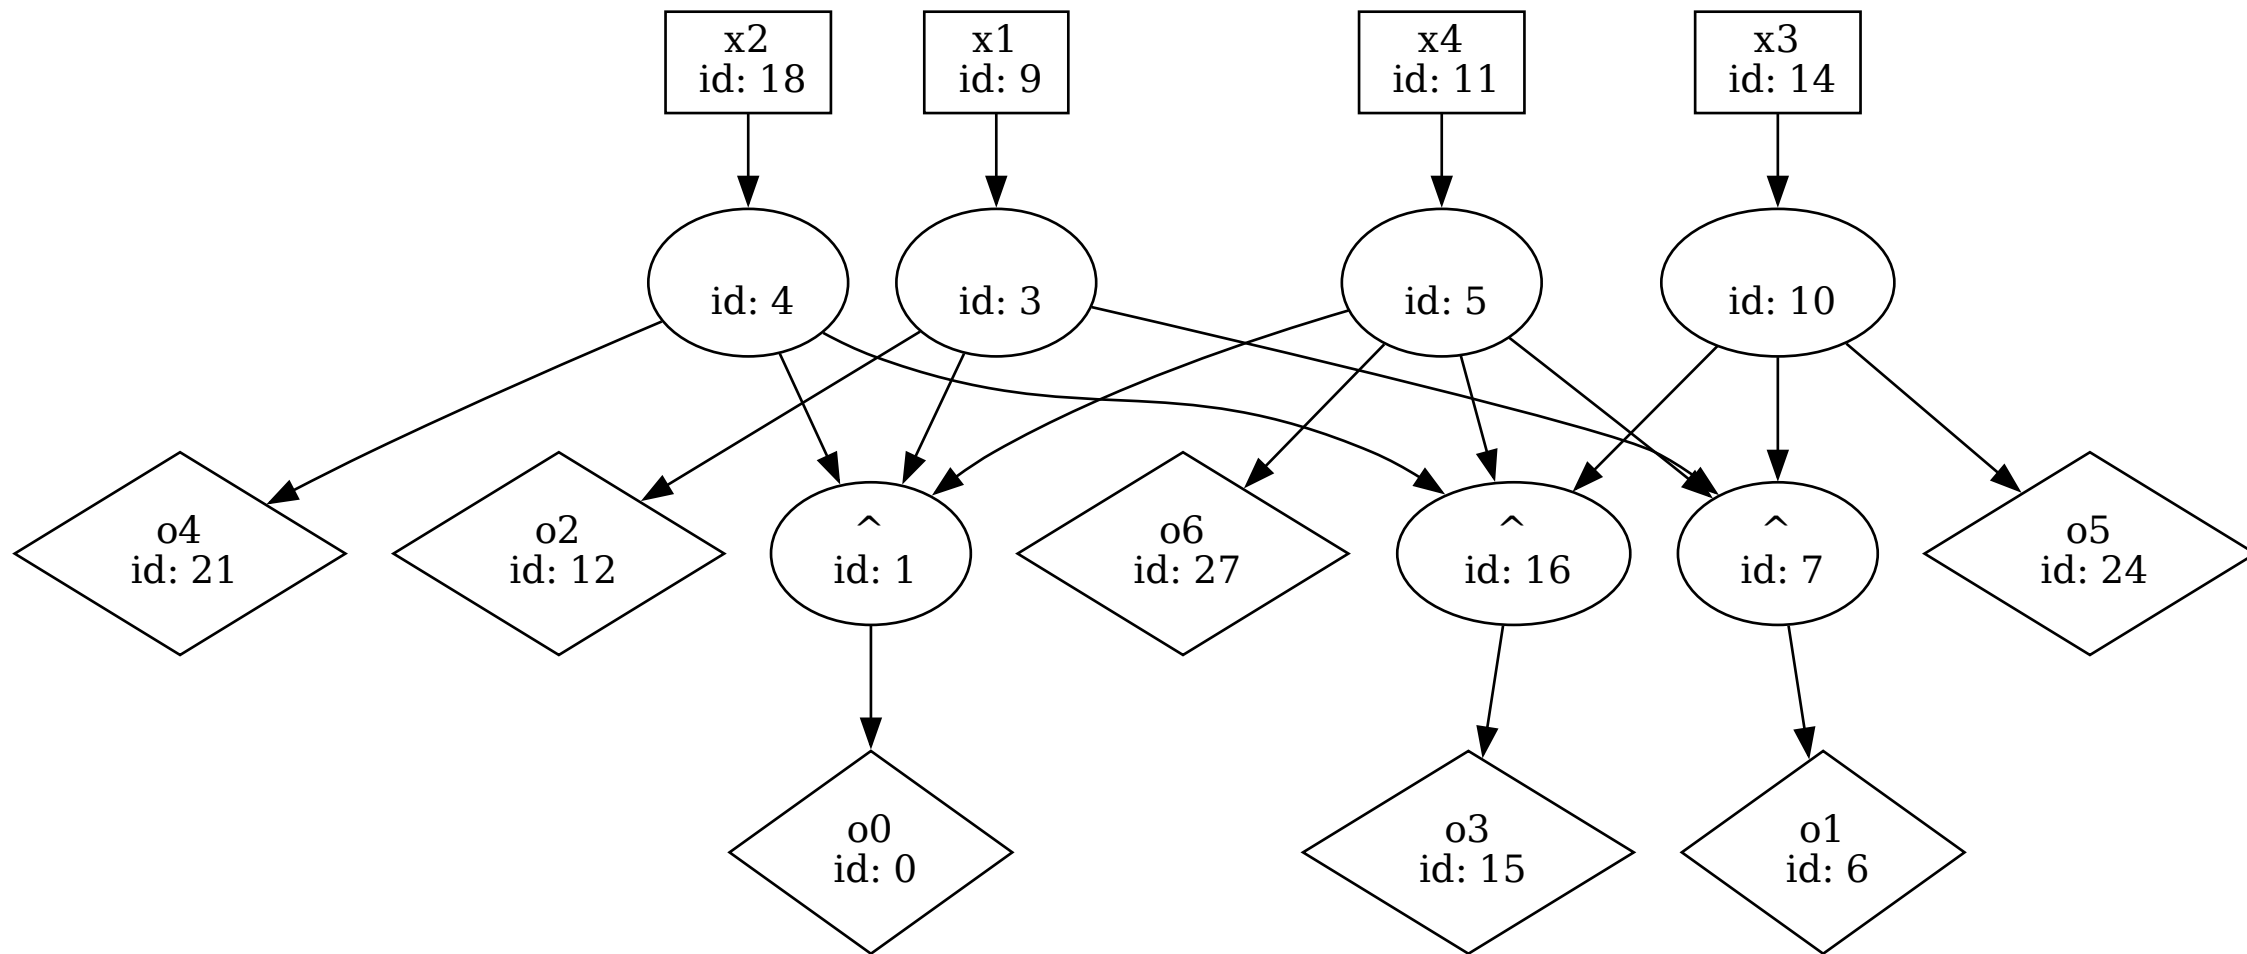 x2
id: 18
x1
id: 9
x4
id: 11
x3
id: 14
id: 4
id: 3
id: 5
id: 10
o4
id: 21
o2
id: 12
^
id: 1
o6
id: 27
^
id: 16
^
id: 7
o5
id: 24
o0
id: 0
o3
id: 15
o1
id: 6